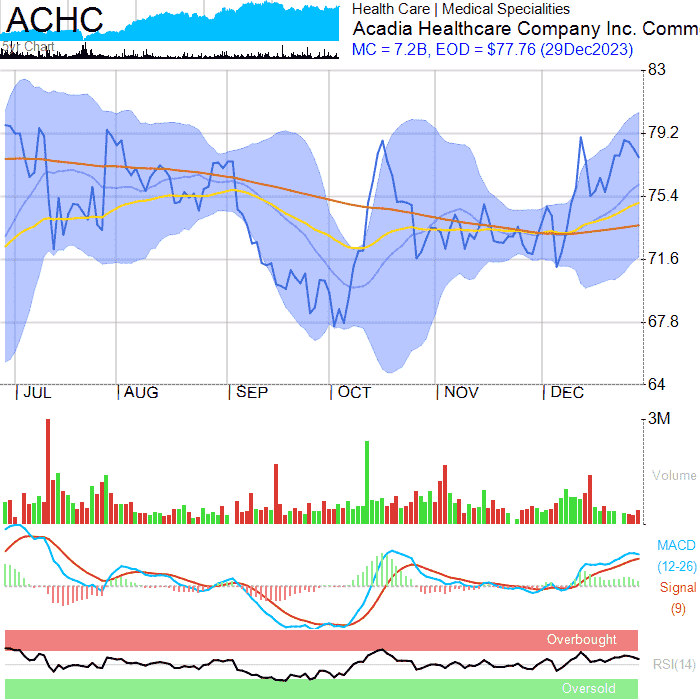 ACHC
5yr Chart
Health Care | Medical Specialities
Acadia Healthcare Company Inc. Comm
MC = 7.2B, EOD = $77.76 (29Dec2023)
83
79.2
75.4
71.6
67.8
64
| JUL | AUG | SEP | OCT | NOV | DEC
3M
Volume
MACD
(12-26)
Signal
(9)
Overbought
RSI(14)
Oversold